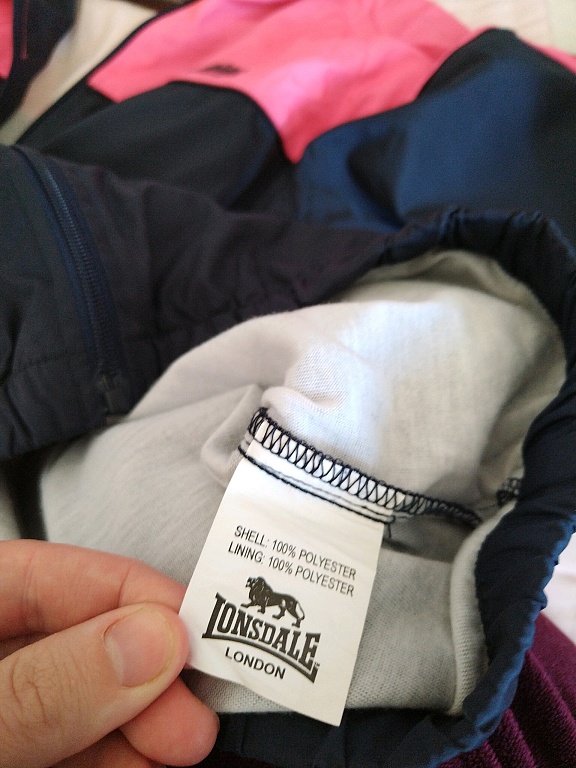 SHELL: 100% POLYESTER
LINING: 100% POLYESTER
LONSDALE
LONDON